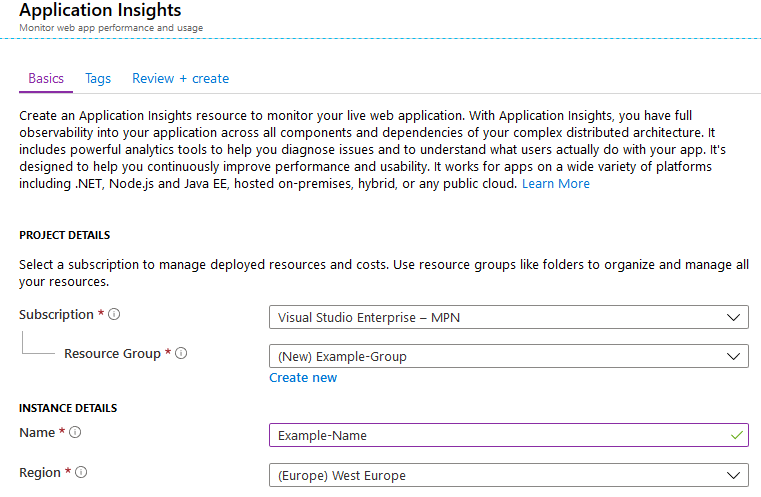 Application Insights
Monitor web app performance and usage
Basics Tags Review + create
Create an Application Insights resource to monitor your live web application. With Application Insights, you have full
observability into your application across all components and dependencies of your complex distributed architecture. It
includes powerful analytics tools to help you diagnose issues and to understand what users actually do with your app. It's
designed to help you continuously improve performance and usability. It works for apps on a wide variety of platforms
including .NET, Node.js and Java EE, hosted on-premises, hybrid, or any public cloud. Learn More
PROJECT DETAILS
Select a subscription to manage deployed resources and costs. Use resource groups like folders to organize and manage all
your resources.
Subscription * Visual Studio Enterprise – MPN
Resource Group * (New) Example-Group
Create new
INSTANCE DETAILS
Name * Example-Name
Region * (Europe) West Europe